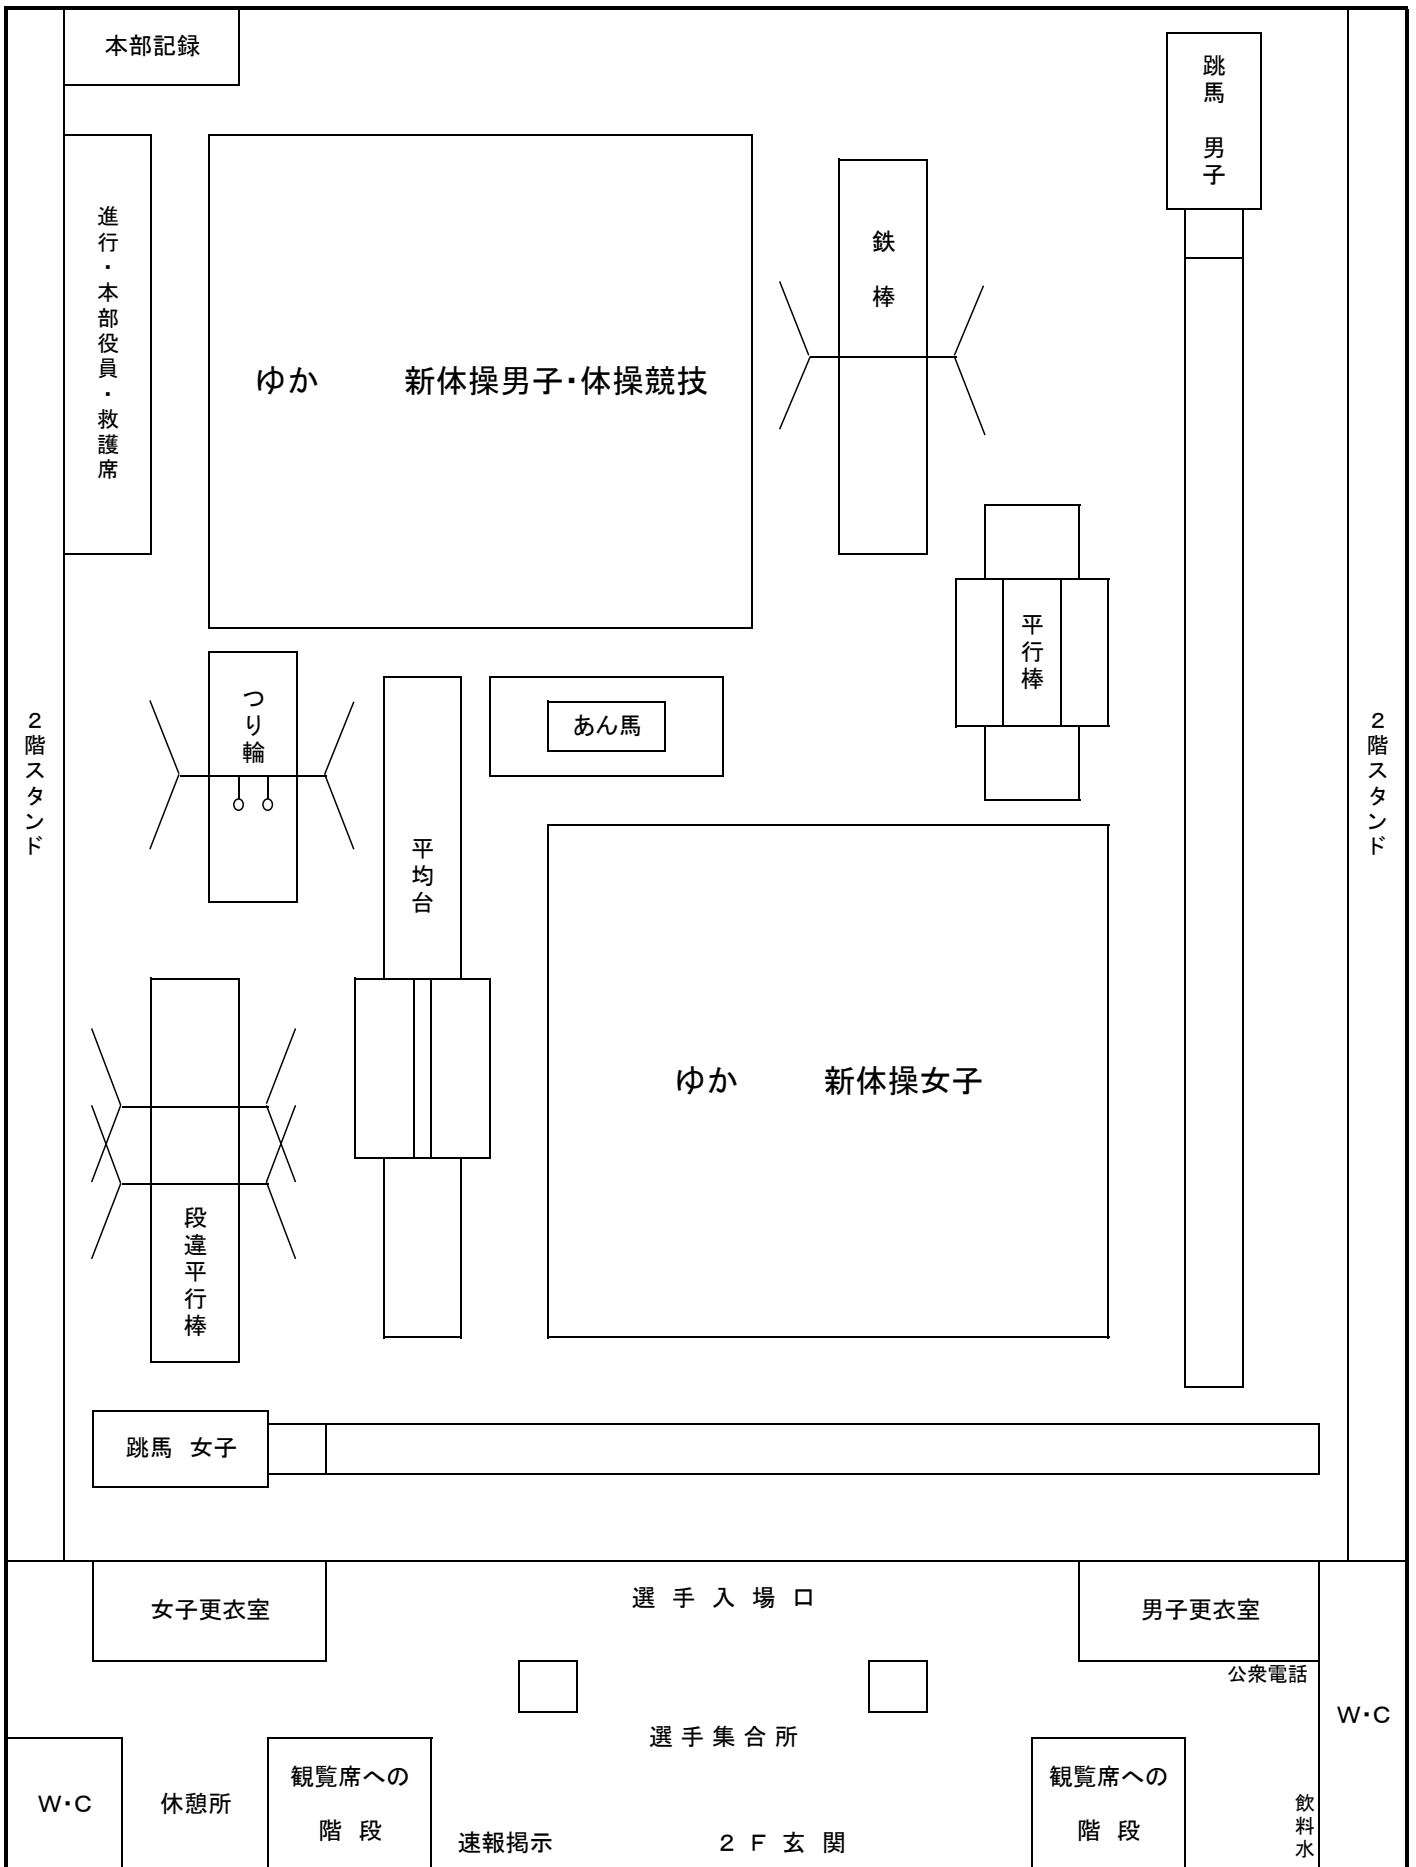 本部記録
跳馬 男子
進行・本部役員・救護席
鉄棒
ゆか 新体操男子・体操競技
平行棒
つり輪
あん馬
2階スタンド
2階スタンド
平均台
ゆか 新体操女子
段違平行棒
跳馬 女子
女子更衣室
選手入場口
男子更衣室
公衆電話
W・C
選手集合所
観覧席への
階段
観覧席への
階段
W・C
休憩所
飲料水
速報掲示
2F玄関